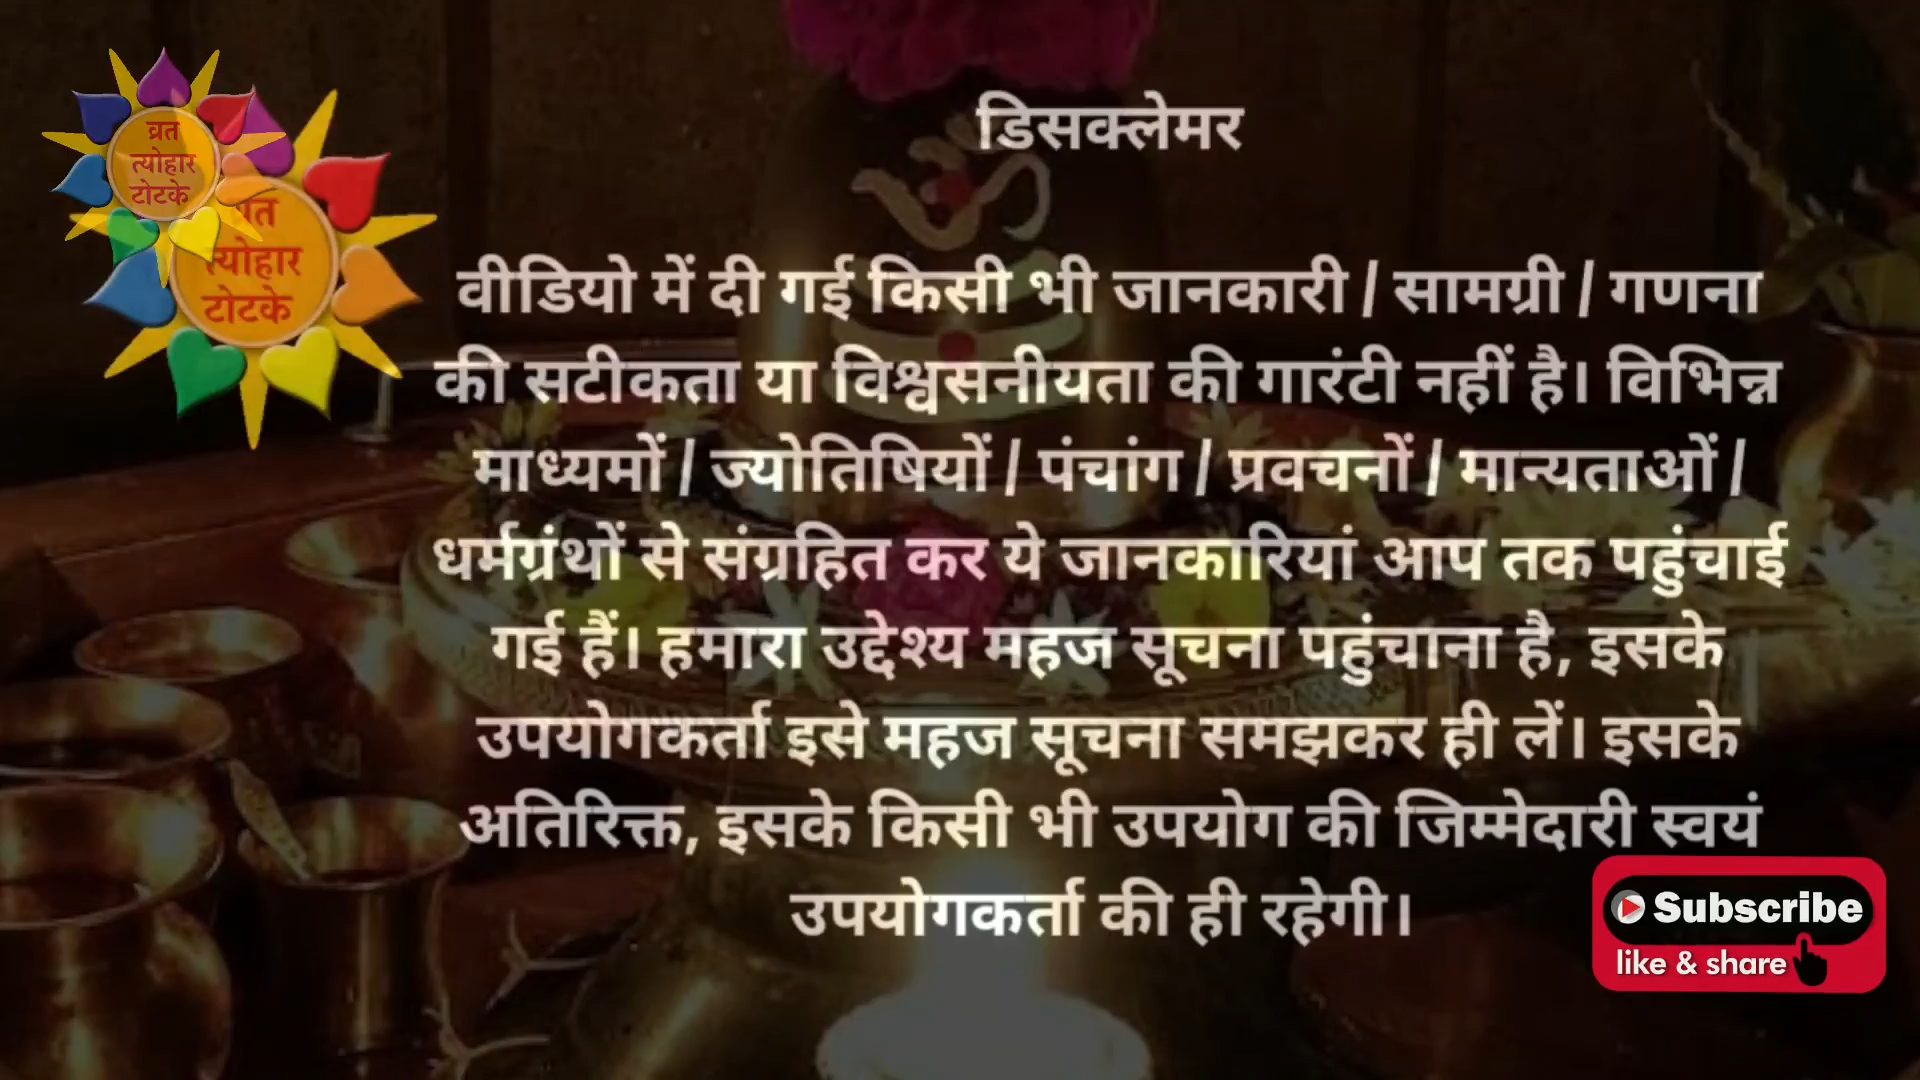 व्रत
त्योहार
टोटके
व्रत
त्योहार
टोटके
डिसक्लेमर
वीडियो में दी गई किसी भी जानकारी / सामग्री / गणना
की सटीकता या विश्वसनीयता की गारंटी नहीं है। विभिन्न
माध्यमों / ज्योतिषियों / पंचांग / प्रवचनों / मान्यताओं /
धर्मग्रंथों से संग्रहित कर ये जानकारियां आप तक पहुंचाई
गई हैं। हमारा उद्देश्य महज सूचना पहुंचाना है, इसके
उपयोगकर्ता इसे महज सूचना समझकर ही लें। इसके
अतिरिक्त, इसके किसी भी उपयोग की जिम्मेदारी स्वयं
उपयोगकर्ता की ही रहेगी।
Subscribe
like & share